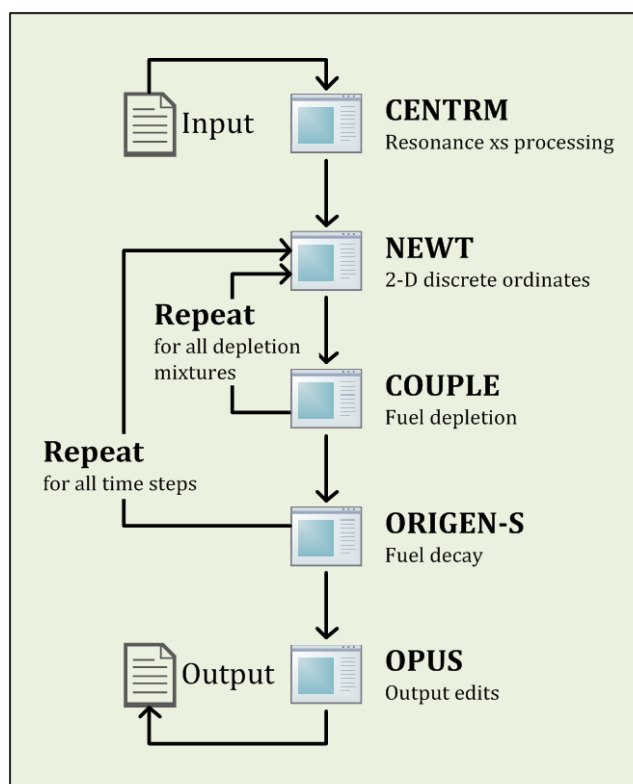 Input
CENTRM
Resonance xs processing
NEWT
2-D discrete ordinates
Repeat
for all depletion
mixtures
COUPLE
Fuel depletion
Repeat
for all time steps
ORIGEN-S
Fuel decay
Output
OPUS
Output edits